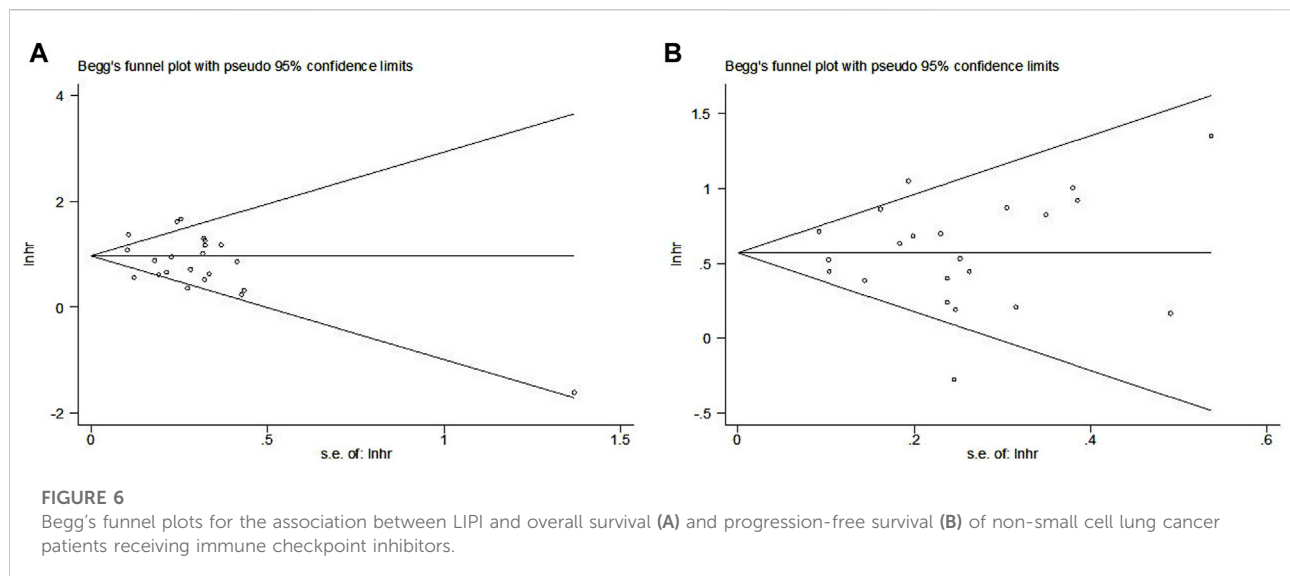 A
Begg's funnel plot with pseudo 95% confidence limits
4
2
0
-2
lnhr
0
.5
1
1.5
s.e. of: lnhr
B
Begg's funnel plot with pseudo 95% confidence limits
1.5
1
.5
0
-.5
lnhr
0
.2
.4
.6
s.e. of: lnhr
FIGURE 6
Begg's funnel plots for the association between LIPI and overall survival (A) and progression-free survival (B) of non-small cell lung cancer
patients receiving immune checkpoint inhibitors.